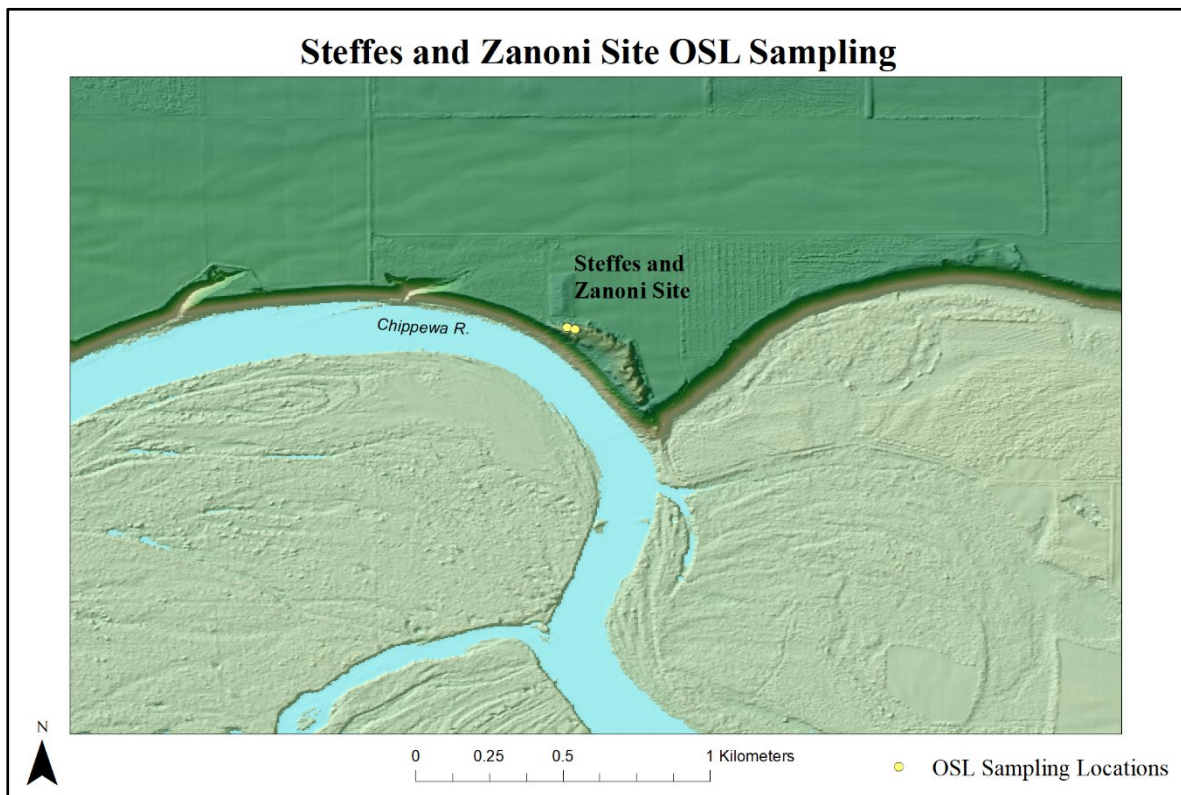 Steffes and Zanoni Site OSL Sampling
Steffes and
Zanoni Site
Chippewa R.
N
0 0.25 0.5 1 Kilometers
OSL Sampling Locations